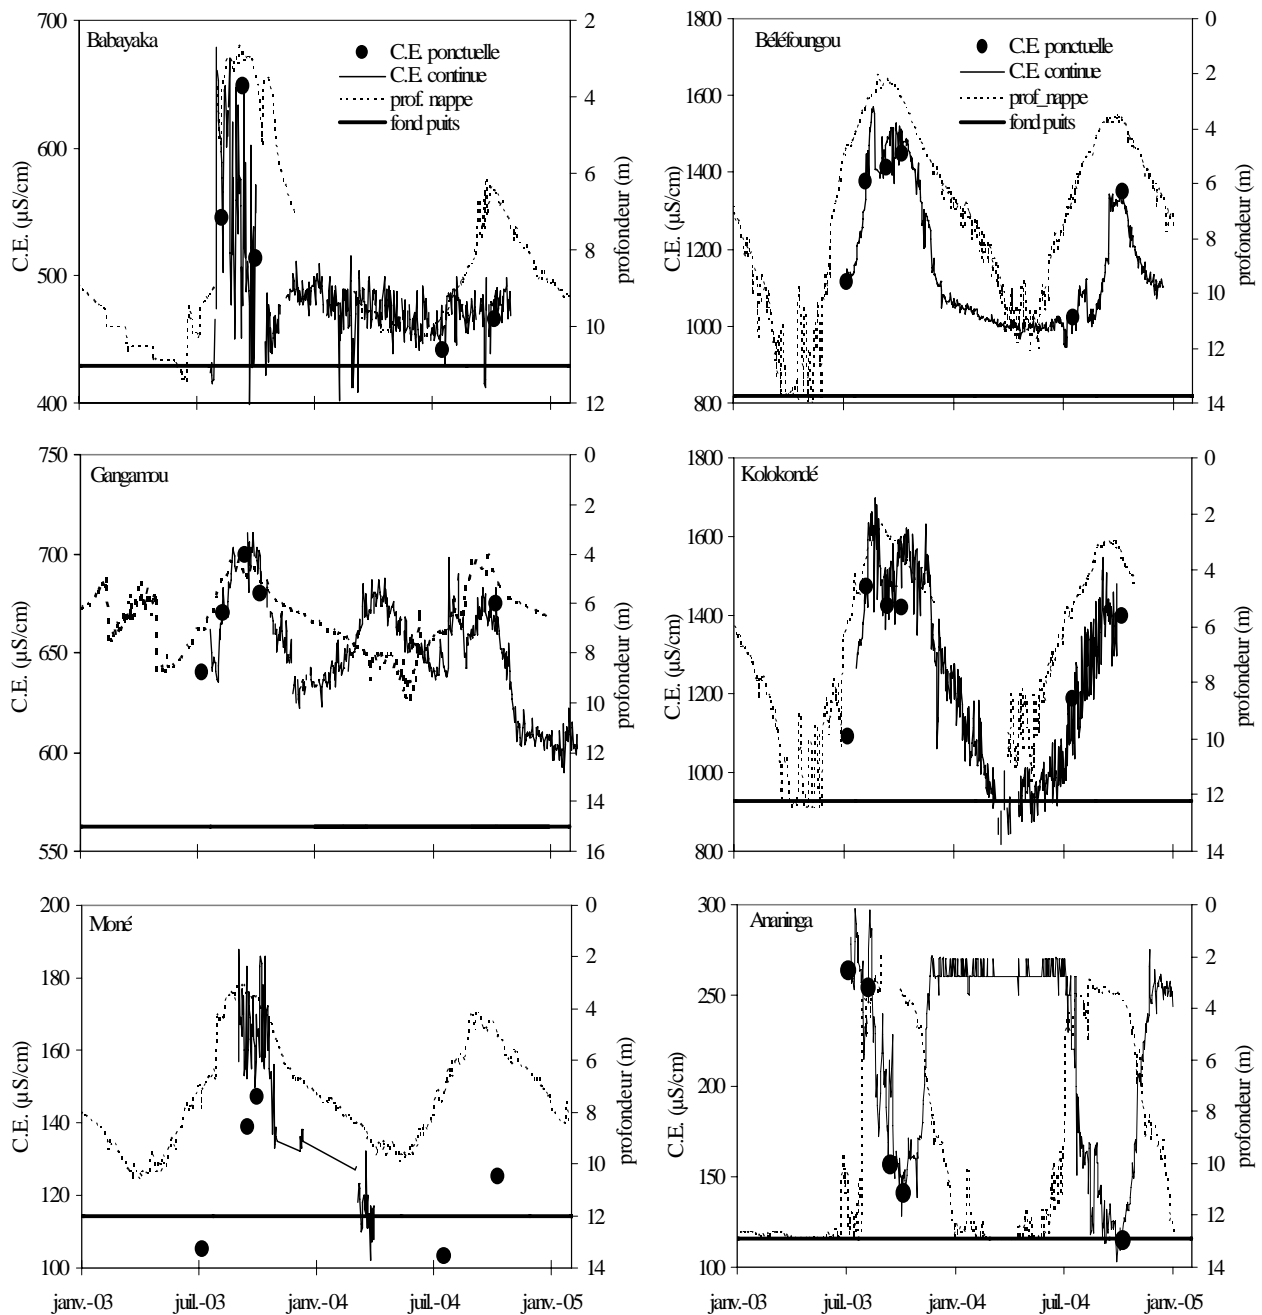 Babayaka
C.E. ponctuelle
C.E. continue
prof. nappe
fond puits
C.E. (µS/cm)
700
600
500
400
profondeur (m)
2
4
6
8
10
12
janv.-03
juil.-03
janv.-04
juil.-04
janv.-05
Béléfoungou
C.E. ponctuelle
C.E. continue
prof_nappe
fond puits
C.E. (µS/cm)
1800
1600
1400
1200
1000
800
profondeur (m)
0
2
4
6
8
10
12
14
Gangamou
C.E. (µS/cm)
750
700
650
600
550
profondeur (m)
0
2
4
6
8
10
12
14
16
Kolokondé
C.E. (µS/cm)
1800
1600
1400
1200
1000
800
profondeur (m)
0
2
4
6
8
10
12
14
Moné
C.E. (µS/cm)
200
180
160
140
120
100
profondeur (m)
0
2
4
6
8
10
12
14
Ananinga
C.E. (µS/cm)
300
250
200
150
100
profondeur (m)
0
2
4
6
8
10
12
14
janv.-03
juil.-03
janv.-04
juil.-04
janv.-05